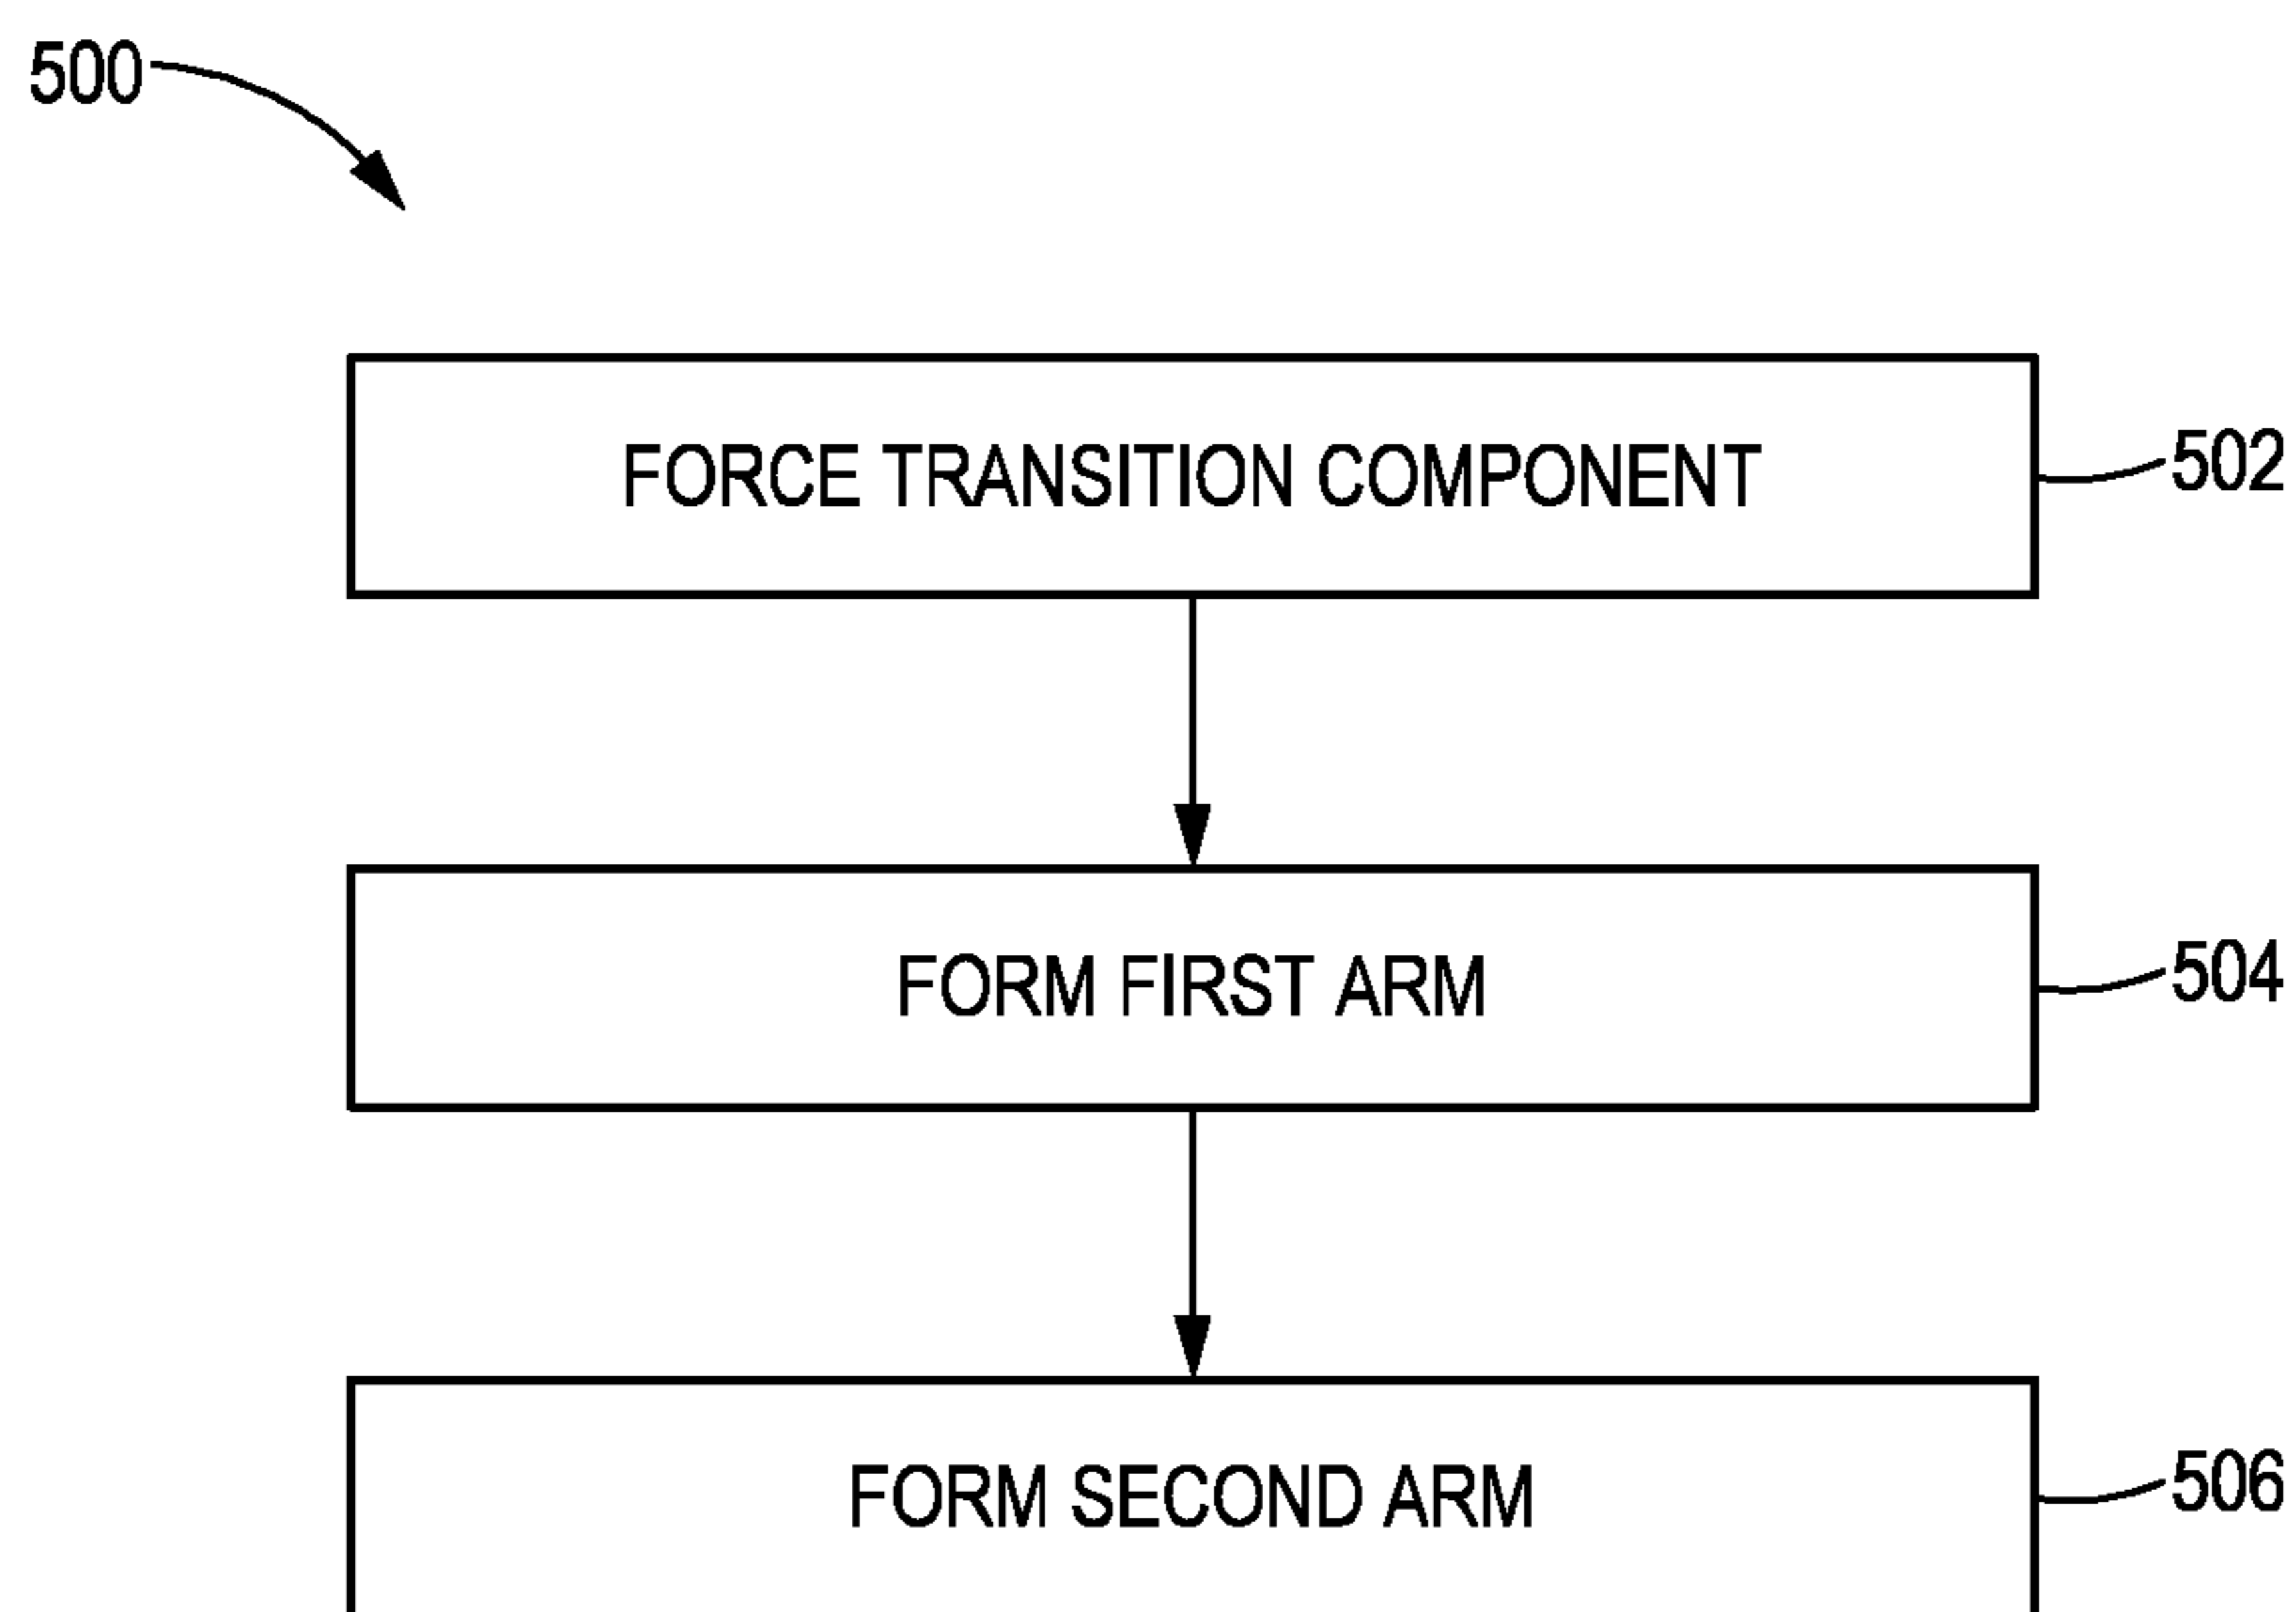 500
FORCE TRANSITION COMPONENT
502
FORM FIRST ARM
504
FORM SECOND ARM
506